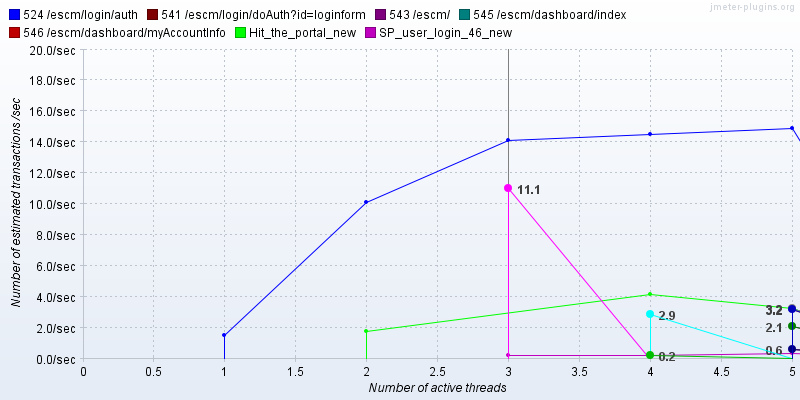 jmeter-plugins.org
524 /escm/login/auth 541 /escm/login/doAuth?id=loginform 543 /escm/ 545 /escm/dashboard/index
546 /escm/dashboard/myAccountInfo Hit_the_portal_new SP_user_login_46_new
20.0/sec
18.0/sec
16.0/sec
14.0/sec
12.0/sec
11.1
10.0/sec
8.0/sec
6.0/sec
4.0/sec
3.2
2.9
2.1
2.0/sec
0.6
0.2
0.0/sec
0 0.5 1 1.5 2 2.5 3 3.5 4 4.5 5
Number of active threads
Number of estimated transactions /sec